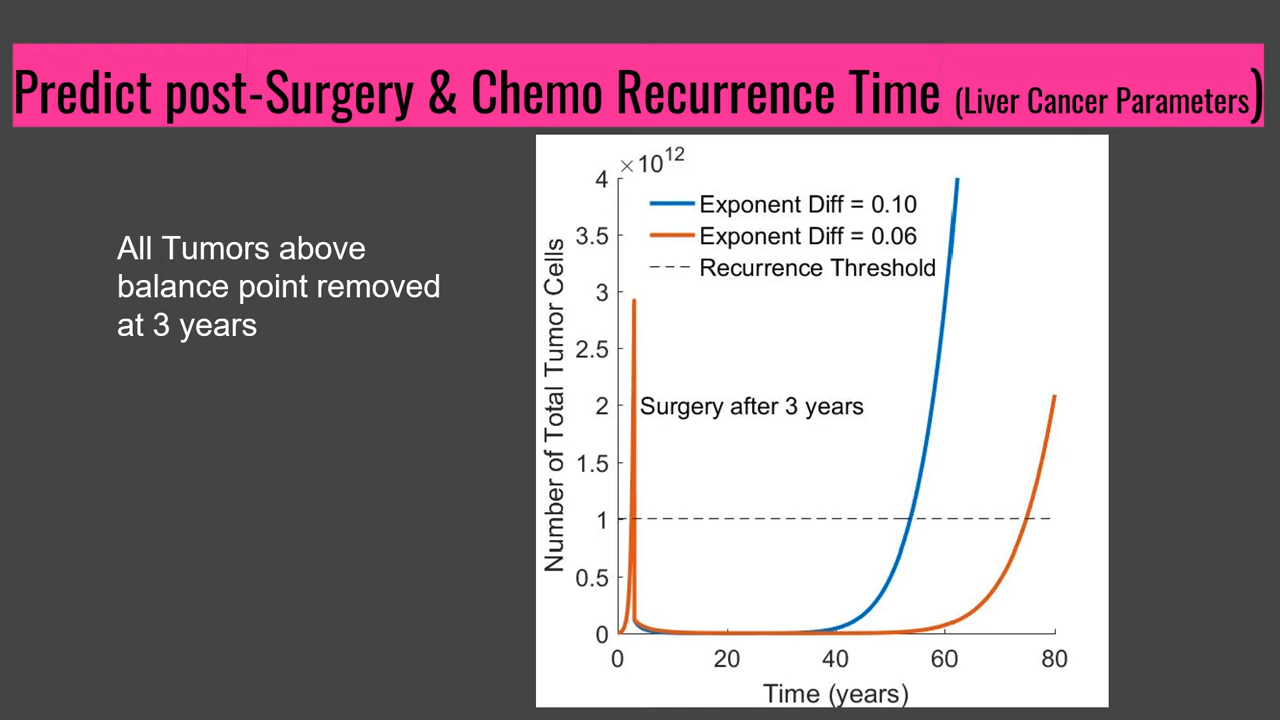 Predict post-Surgery & Chemo Recurrence Time (Liver Cancer Parameters)
All Tumors above
balance point removed
at 3 years
×10^12
Exponent Diff = 0.10
Exponent Diff = 0.06
Recurrence Threshold
Surgery after 3 years
Number of Total Tumor Cells
4
3.5
3
2.5
2
1.5
1
0.5
0
0 20 40 60 80
Time (years)